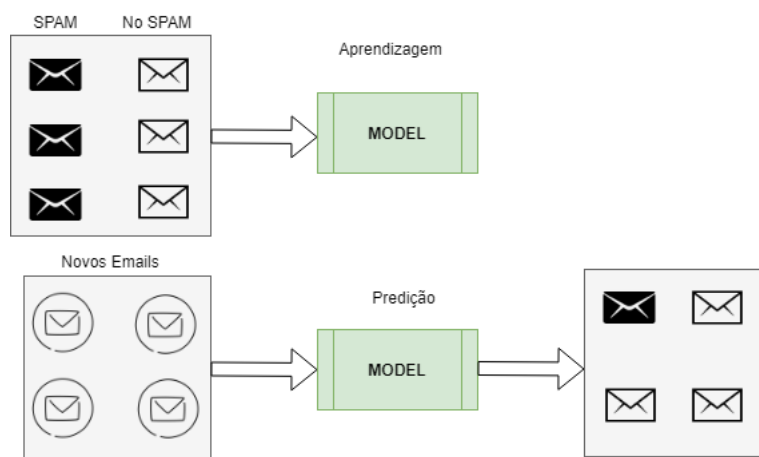 SPAM
No SPAM
Aprendizagem
MODEL
Novos Emails
Predição
MODEL